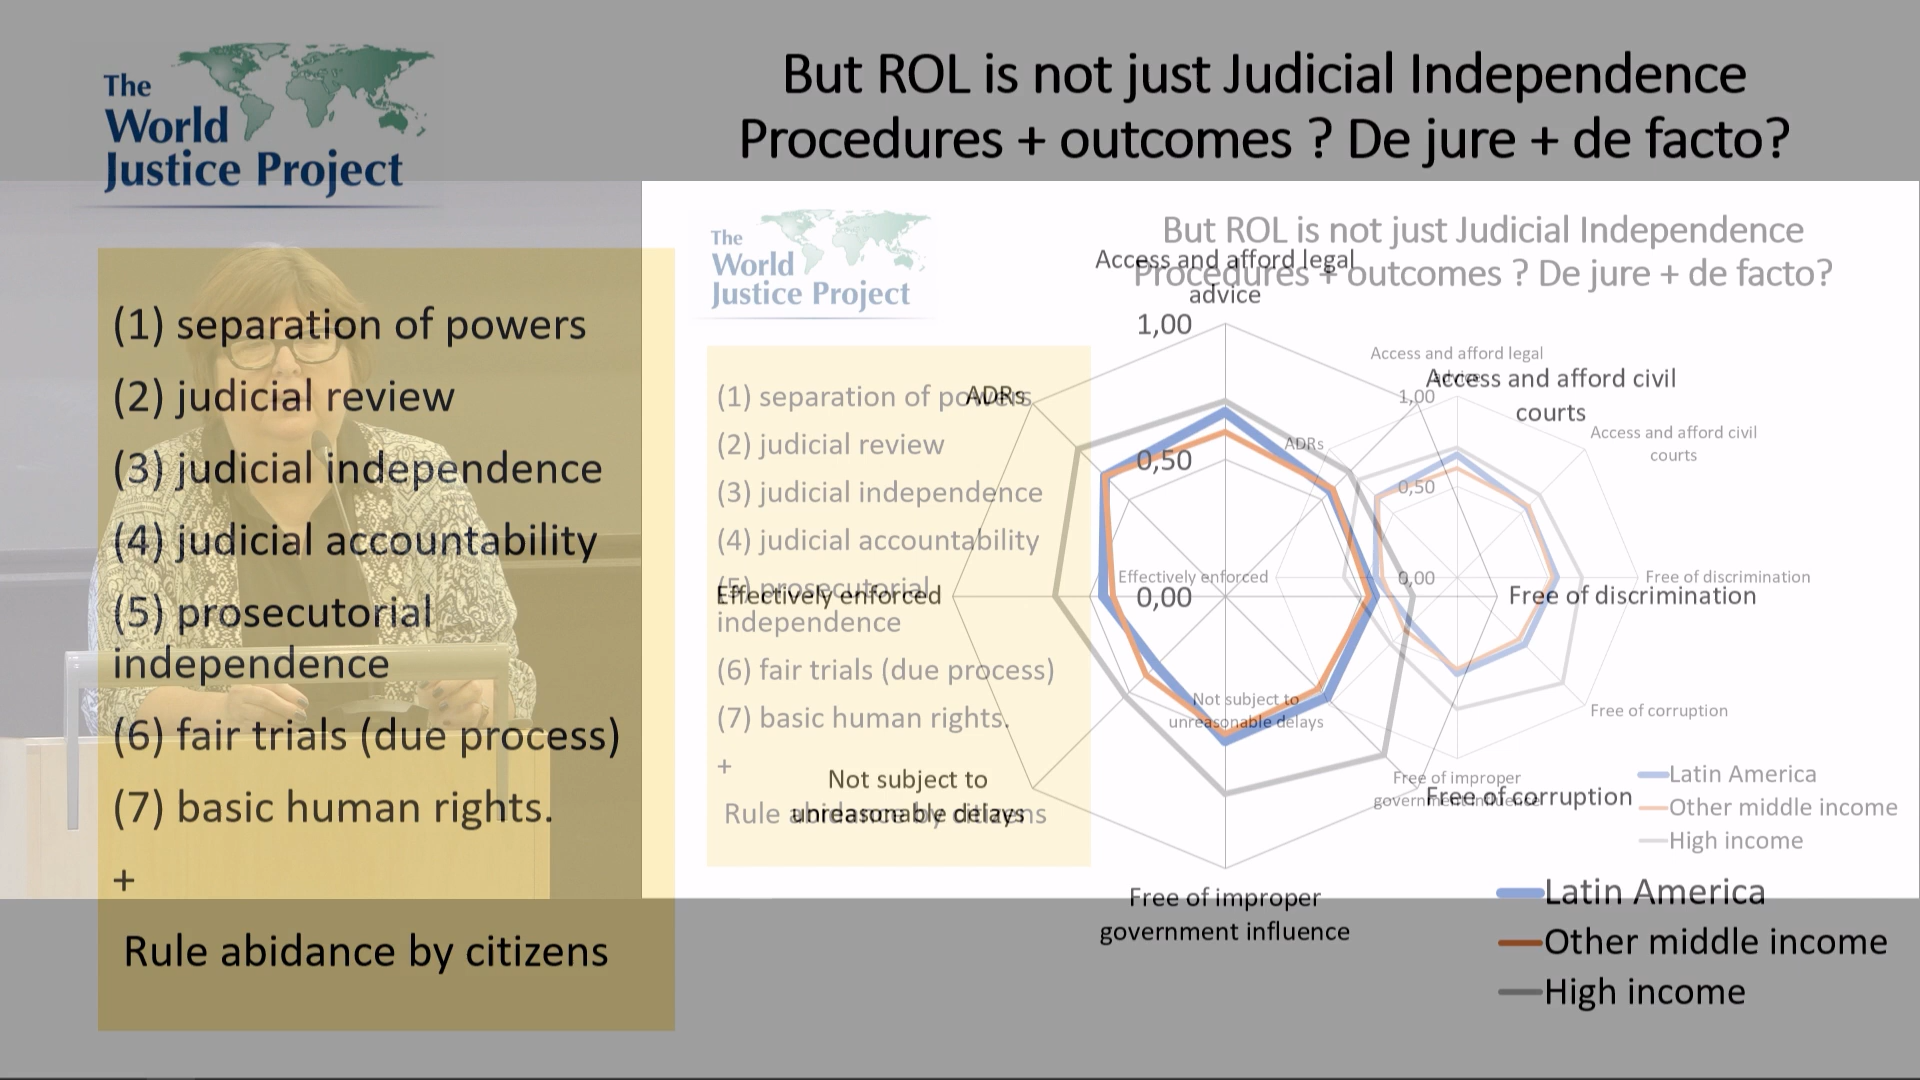 The
World
Justice Project
But ROL is not just Judicial Independence
Procedures + outcomes ? De jure + de facto?
(1) separation of powers
(2) judicial review
(3) judicial independence
(4) judicial accountability
(5) prosecutorial
independence
(6) fair trials (due process)
(7) basic human rights.
+
Rule abidance by citizens
Access and afford legal
advice
1,00
0,50
0,00
Access and afford civil
courts
Free of discrimination
Free of corruption
Free of improper
government influence
Not subject to
unreasonable delays
Effectively enforced
ADRs
Latin America
Other middle income
High income
The
World
Justice Project
But ROL is not just Judicial Independence
Procedures + outcomes ? De jure + de facto?
(1) separation of powers
(2) judicial review
(3) judicial independence
(4) judicial accountability
(5) prosecutorial
independence
(6) fair trials (due process)
(7) basic human rights.
+
Rule abidance by citizens
Access and afford legal
1,00
0,50
0,00
Access and afford civil
courts
Free of discrimination
Free of corruption
Free of improper
government influence
Not subject to
unreasonable delays
Effectively enforced
ADRs
Latin America
Other middle income
High income